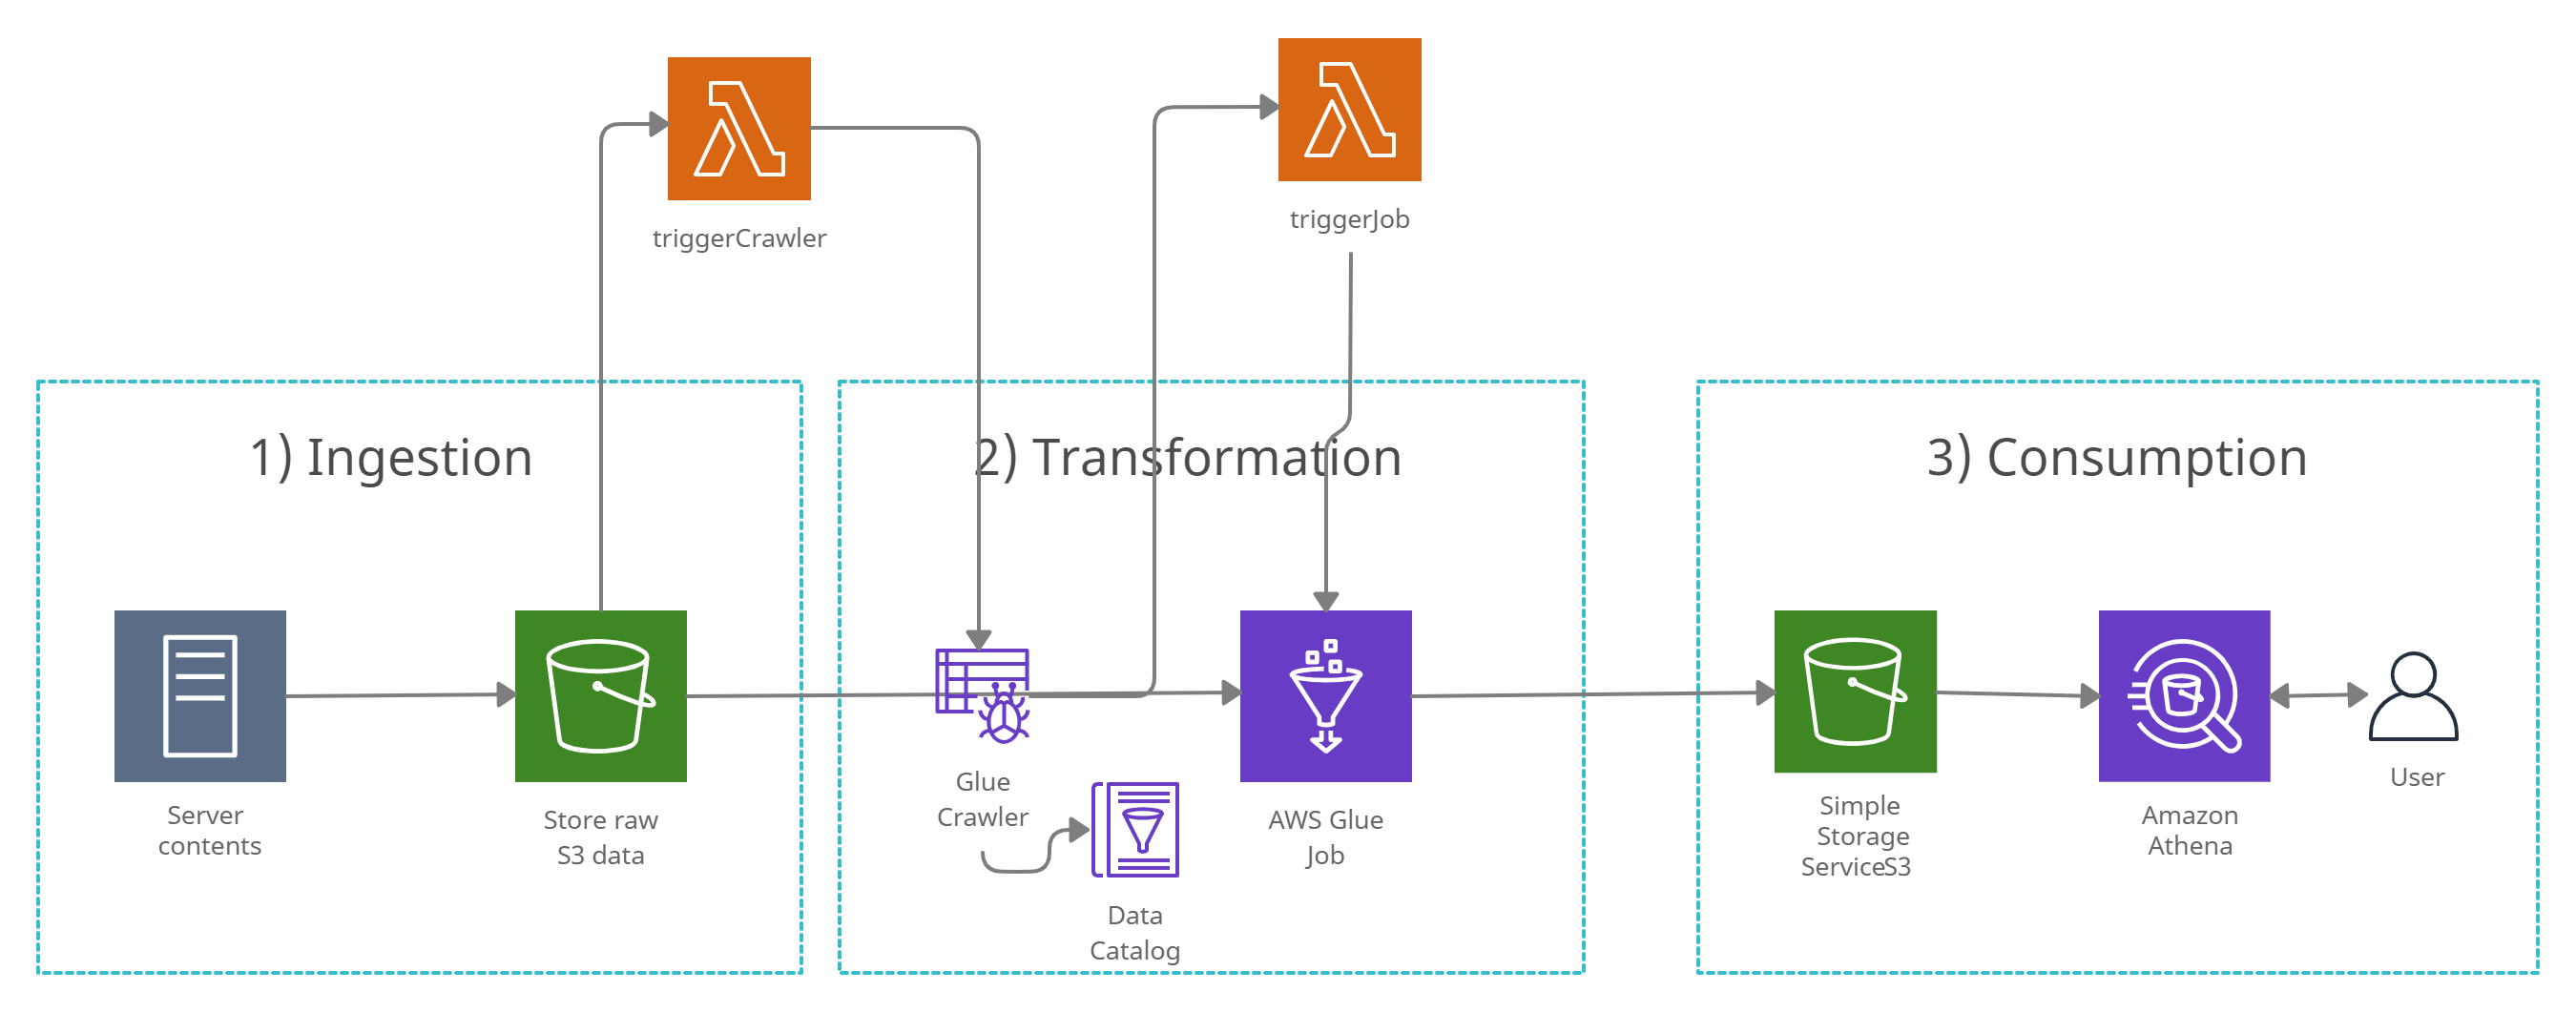 triggerCrawler
triggerJob
1) Ingestion
2) Transformation
3) Consumption
Server
contents
Store raw
S3 data
Glue
Crawler
Data
Catalog
AWS Glue
Job
Simple
Storage
ServiceS3
Amazon
Athena
User